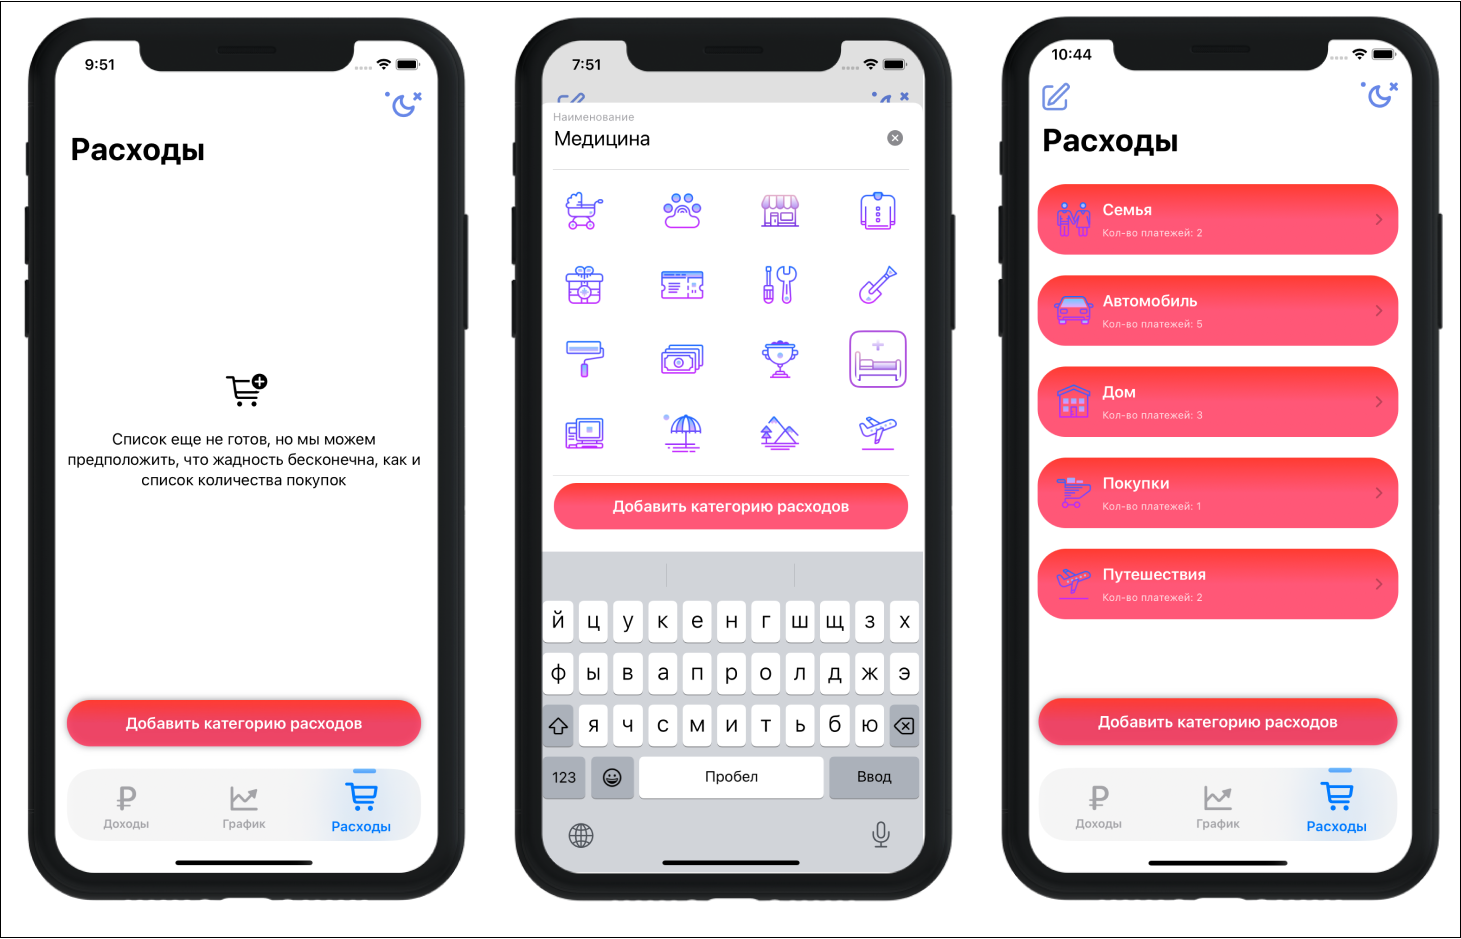 9:51
Расходы
Список еще не готов, но мы можем
предположить, что жадность бесконечна, как и
список количества покупок
Добавить категорию расходов
Доходы
График
Расходы
7:51
Наименование
Медицина
Добавить категорию расходов
й ц у к е н г ш щ з х
ф ы в а п р о л д ж э
я ч с м и т ь б ю
123
Пробел
Ввод
10:44
Расходы
Семья
Кол-во платежей: 2
Автомобиль
Кол-во платежей: 5
Дом
Кол-во платежей: 3
Покупки
Кол-во платежей: 1
Путешествия
Кол-во платежей: 2
Добавить категорию расходов
Доходы
График
Расходы